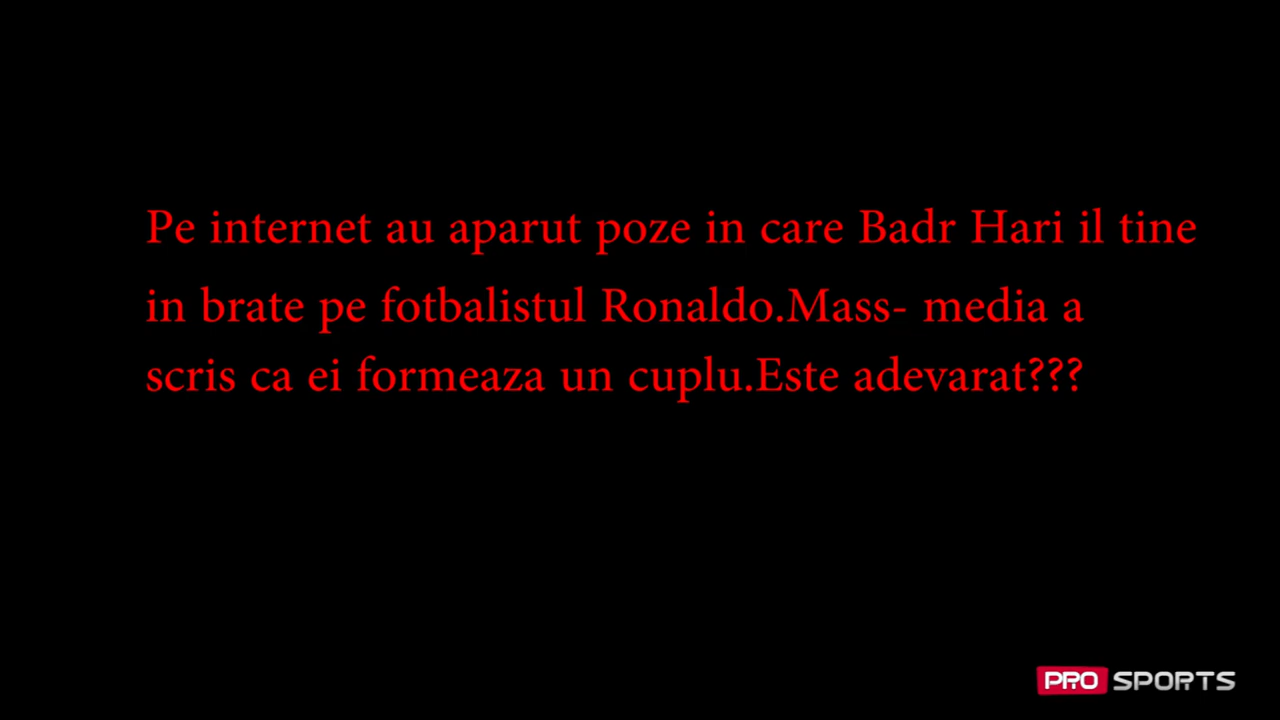 Pe internet au aparut poze in care Badr Hari il tine
in brate pe fotbalistul Ronaldo.Mass- media a
scris ca ei formeaza un cuplu.Este adevarat???
PRO SPORTS